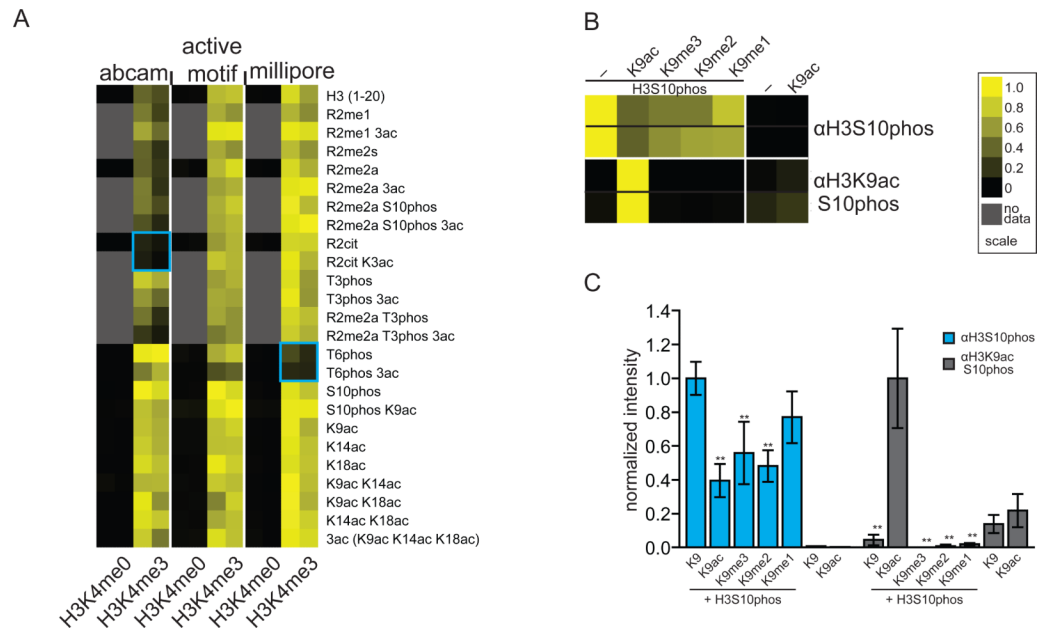 A
abcam
active
motif
millipore
H3 (1-20)
R2me1
R2me1 3ac
R2me2s
R2me2a
R2me2a 3ac
R2me2a S10phos
R2me2a S10phos 3ac
R2cit
R2cit K3ac
T3phos
T3phos 3ac
R2me2a T3phos
R2me2a T3phos 3ac
T6phos
T6phos 3ac
S10phos
S10phos K9ac
K9ac
K14ac
K18ac
K9ac K14ac
K9ac K18ac
K14ac K18ac
3ac (K9ac K14ac K18ac)
H3K4me0
H3K4me3
H3K4me0
H3K4me3
H3K4me0
H3K4me3
B
–
K9ac
K9me3
K9me2
K9me1
H3S10phos
–
K9ac
αH3S10phos
αH3K9ac
S10phos
1.0
0.8
0.6
0.4
0.2
0
no
data
scale
C
normalized intensity
1.4
1.2
1.0
0.8
0.6
0.4
0.2
0.0
**
**
**
**
**
**
**
αH3S10phos
αH3K9ac
S10phos
K9
K9ac
K9me3
K9me2
K9me1
K9
K9ac
K9
K9ac
K9me3
K9me2
K9me1
K9
K9ac
+ H3S10phos
+ H3S10phos